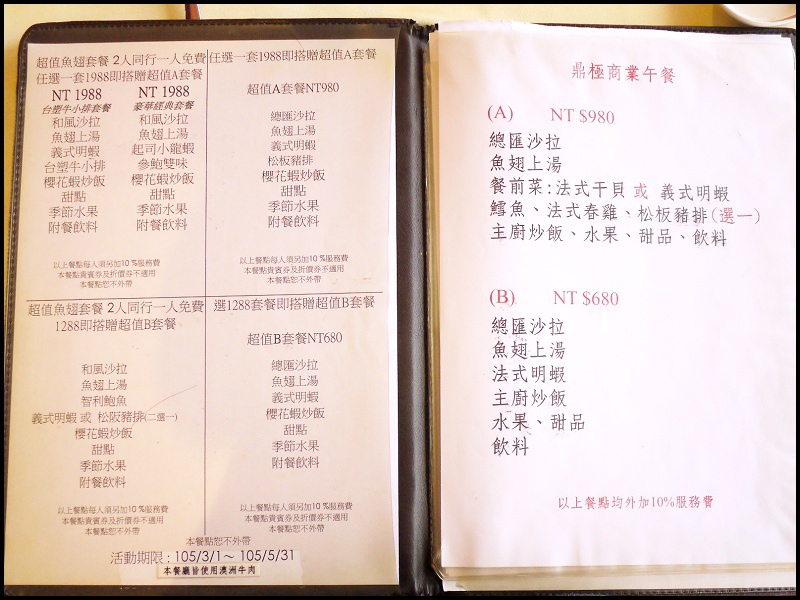 超值魚翅套餐 2人同行一人免費
任選一套1988即搭贈超值A套餐
NT 1988
台塑牛小排套餐
和風沙拉
魚翅上湯
義式明蝦
台塑牛小排
櫻花蝦炒飯
甜點
季節水果
附餐飲料
NT 1988
豪華經典套餐
和風沙拉
魚翅上湯
起司小龍蝦
參鮑雙味
櫻花蝦炒飯
甜點
季節水果
附餐飲料
以上餐點每人須另加10 %服務費
本餐點貴賓券及折價券不適用
本餐點恕不外帶
任選一套1988即搭贈超值A套餐
超值A套餐NT980
總匯沙拉
魚翅上湯
義式明蝦
松板豬排
櫻花蝦炒飯
甜點
季節水果
附餐飲料
以上餐點每人須另加10 %服務費
本餐點貴賓券及折價券不適用
本餐點恕不外帶
超值魚翅套餐 2人同行一人免費
1288即搭贈超值B套餐
和風沙拉
魚翅上湯
智利鮑魚
義式明蝦 或 松阪豬排(二選一)
櫻花蝦炒飯
甜點
季節水果
附餐飲料
以上餐點每人須另加10 %服務費
本餐點貴賓券及折價券不適用
本餐點恕不外帶
選1288套餐即搭贈超值B套餐
超值B套餐NT680
總匯沙拉
魚翅上湯
義式明蝦
櫻花蝦炒飯
甜點
季節水果
附餐飲料
以上餐點每人須另加10 %服務費
本餐點貴賓券及折價券不適用
本餐點恕不外帶
本餐點恕不外帶
活動期限 : 105/3/1～ 105/5/31
本餐廳皆使用澳洲牛肉
鼎極商業午餐
(A) NT $980
總匯沙拉
魚翅上湯
餐前菜:法式干貝 或 義式明蝦
鱈魚、法式春雞、松板豬排(選一)
主廚炒飯、水果、甜品、飲料
(B) NT $680
總匯沙拉
魚翅上湯
法式明蝦
主廚炒飯
水果、甜品
飲料
以上餐點均外加10%服務費